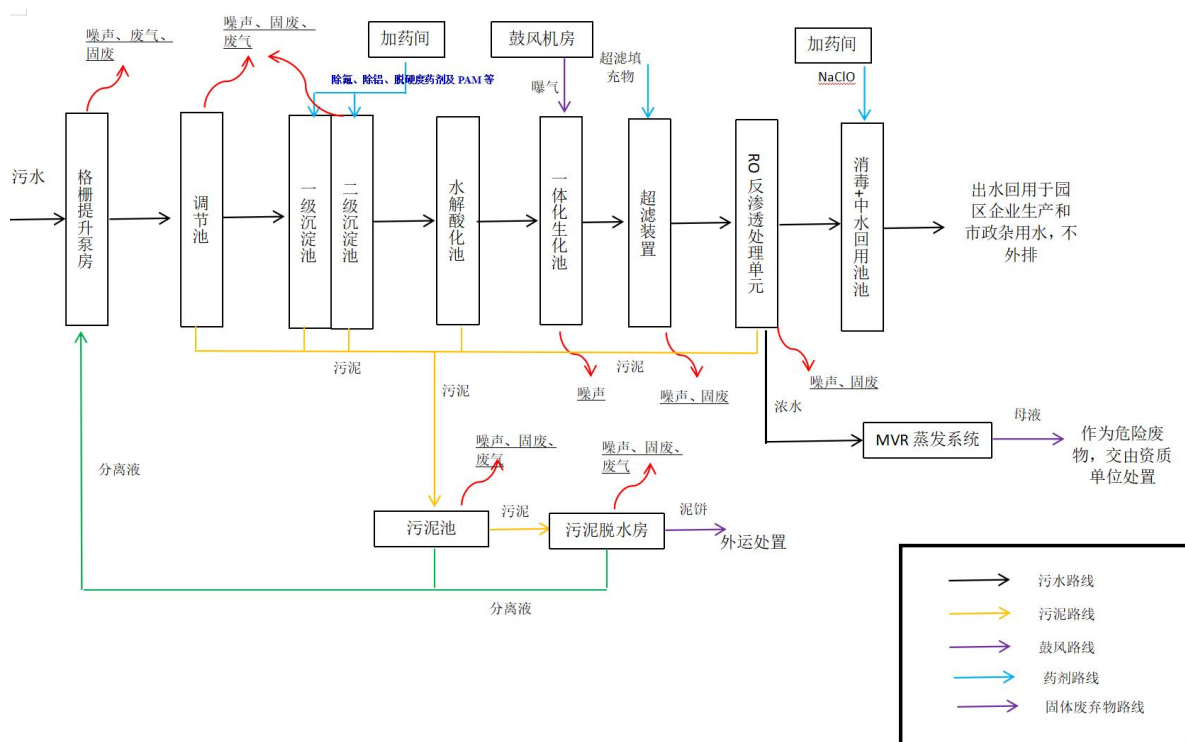 噪声、废气、
固废
噪声、固废、
废气
加药间
鼓风机房
加药间
除氟、除铝、脱硬度药剂及 PAM 等
曝气
超滤填
充物
NaClO
污水
格栅提升泵房
调节池
一级沉淀池
二级沉淀池
水解酸化池
一体化生化池
超滤装置
RO反渗透处理单元
消毒+中水回用池池
出水回用于园
区企业生产和
市政杂用水，不
外排
污泥
污泥
污泥
噪声
噪声、固废
噪声、固废
浓水
MVR 蒸发系统
母液
作为危险废
物，交由资质
单位处置
分离液
噪声、固废、
废气
噪声、固废、
废气
污泥池
污泥
污泥脱水房
泥饼
外运处置
分离液
污水路线
污泥路线
鼓风路线
药剂路线
固体废弃物路线